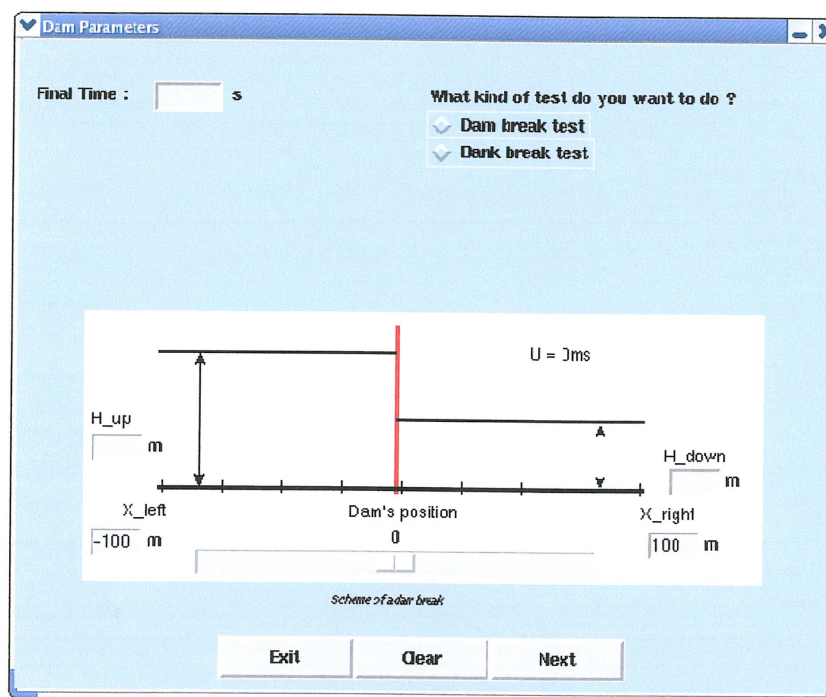 Dam Parameters
Final Time : s
What kind of test do you want to do ?
Dam break test
Dank break test
U = 0ms
H_up
m
H_down
m
X_left
Dam's position
X_right
-100 m
0
100 m
Scheme of a dam break
Exit
Clear
Next